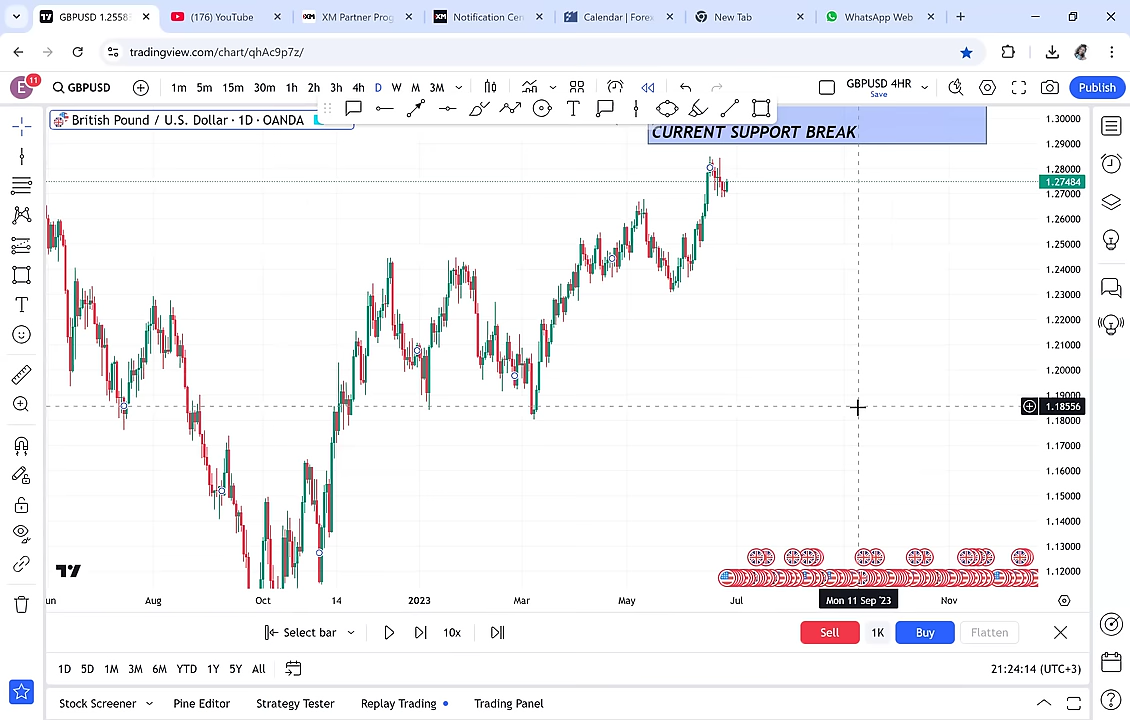 GBPUSD 1.2558
(176) YouTube
XM Partner Prog
Notification Cen
Calendar | Forex
New Tab
WhatsApp Web
tradingview.com/chart/qhAc9p7z/
E
11
GBPUSD
1m 5m 15m 30m 1h 2h 3h 4h D W M 3M
GBPUSD 4HR
Save
Publish
British Pound / U.S. Dollar · 1D · OANDA
CURRENT SUPPORT BREAK
1.30000
1.29000
1.28000
1.27484
1.27000
1.26000
1.25000
1.24000
1.23000
1.22000
1.21000
1.20000
1.19000
1.18556
1.18000
1.17000
1.16000
1.15000
1.14000
1.13000
1.12000
un Aug Oct 14 2023 Mar May Jul Mon 11 Sep '23 Nov
Select bar
10x
Sell 1K Buy Flatten
1D 5D 1M 3M 6M YTD 1Y 5Y All
21:24:14 (UTC+3)
Stock Screener Pine Editor Strategy Tester Replay Trading Trading Panel